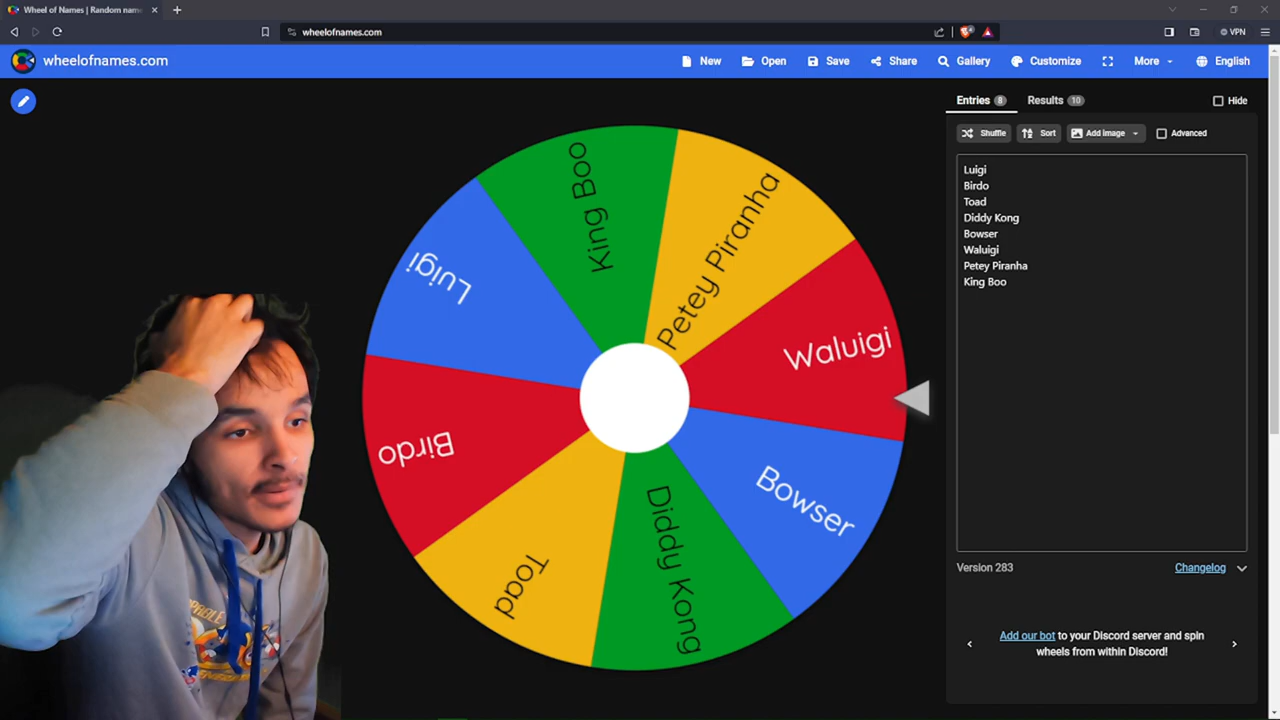 Wheel of Names | Random name
wheelofnames.com
VPN
wheelofnames.com
New
Open
Save
Share
Gallery
Customize
More
English
Entries 8
Results 10
Hide
Shuffle
Sort
Add image
Advanced
Luigi
Birdo
Toad
Diddy Kong
Bowser
Waluigi
Petey Piranha
King Boo
King Boo
Petey Piranha
Luigi
Waluigi
Birdo
Bowser
Toad
Diddy Kong
Version 283
Changelog
Add our bot to your Discord server and spin
wheels from within Discord!